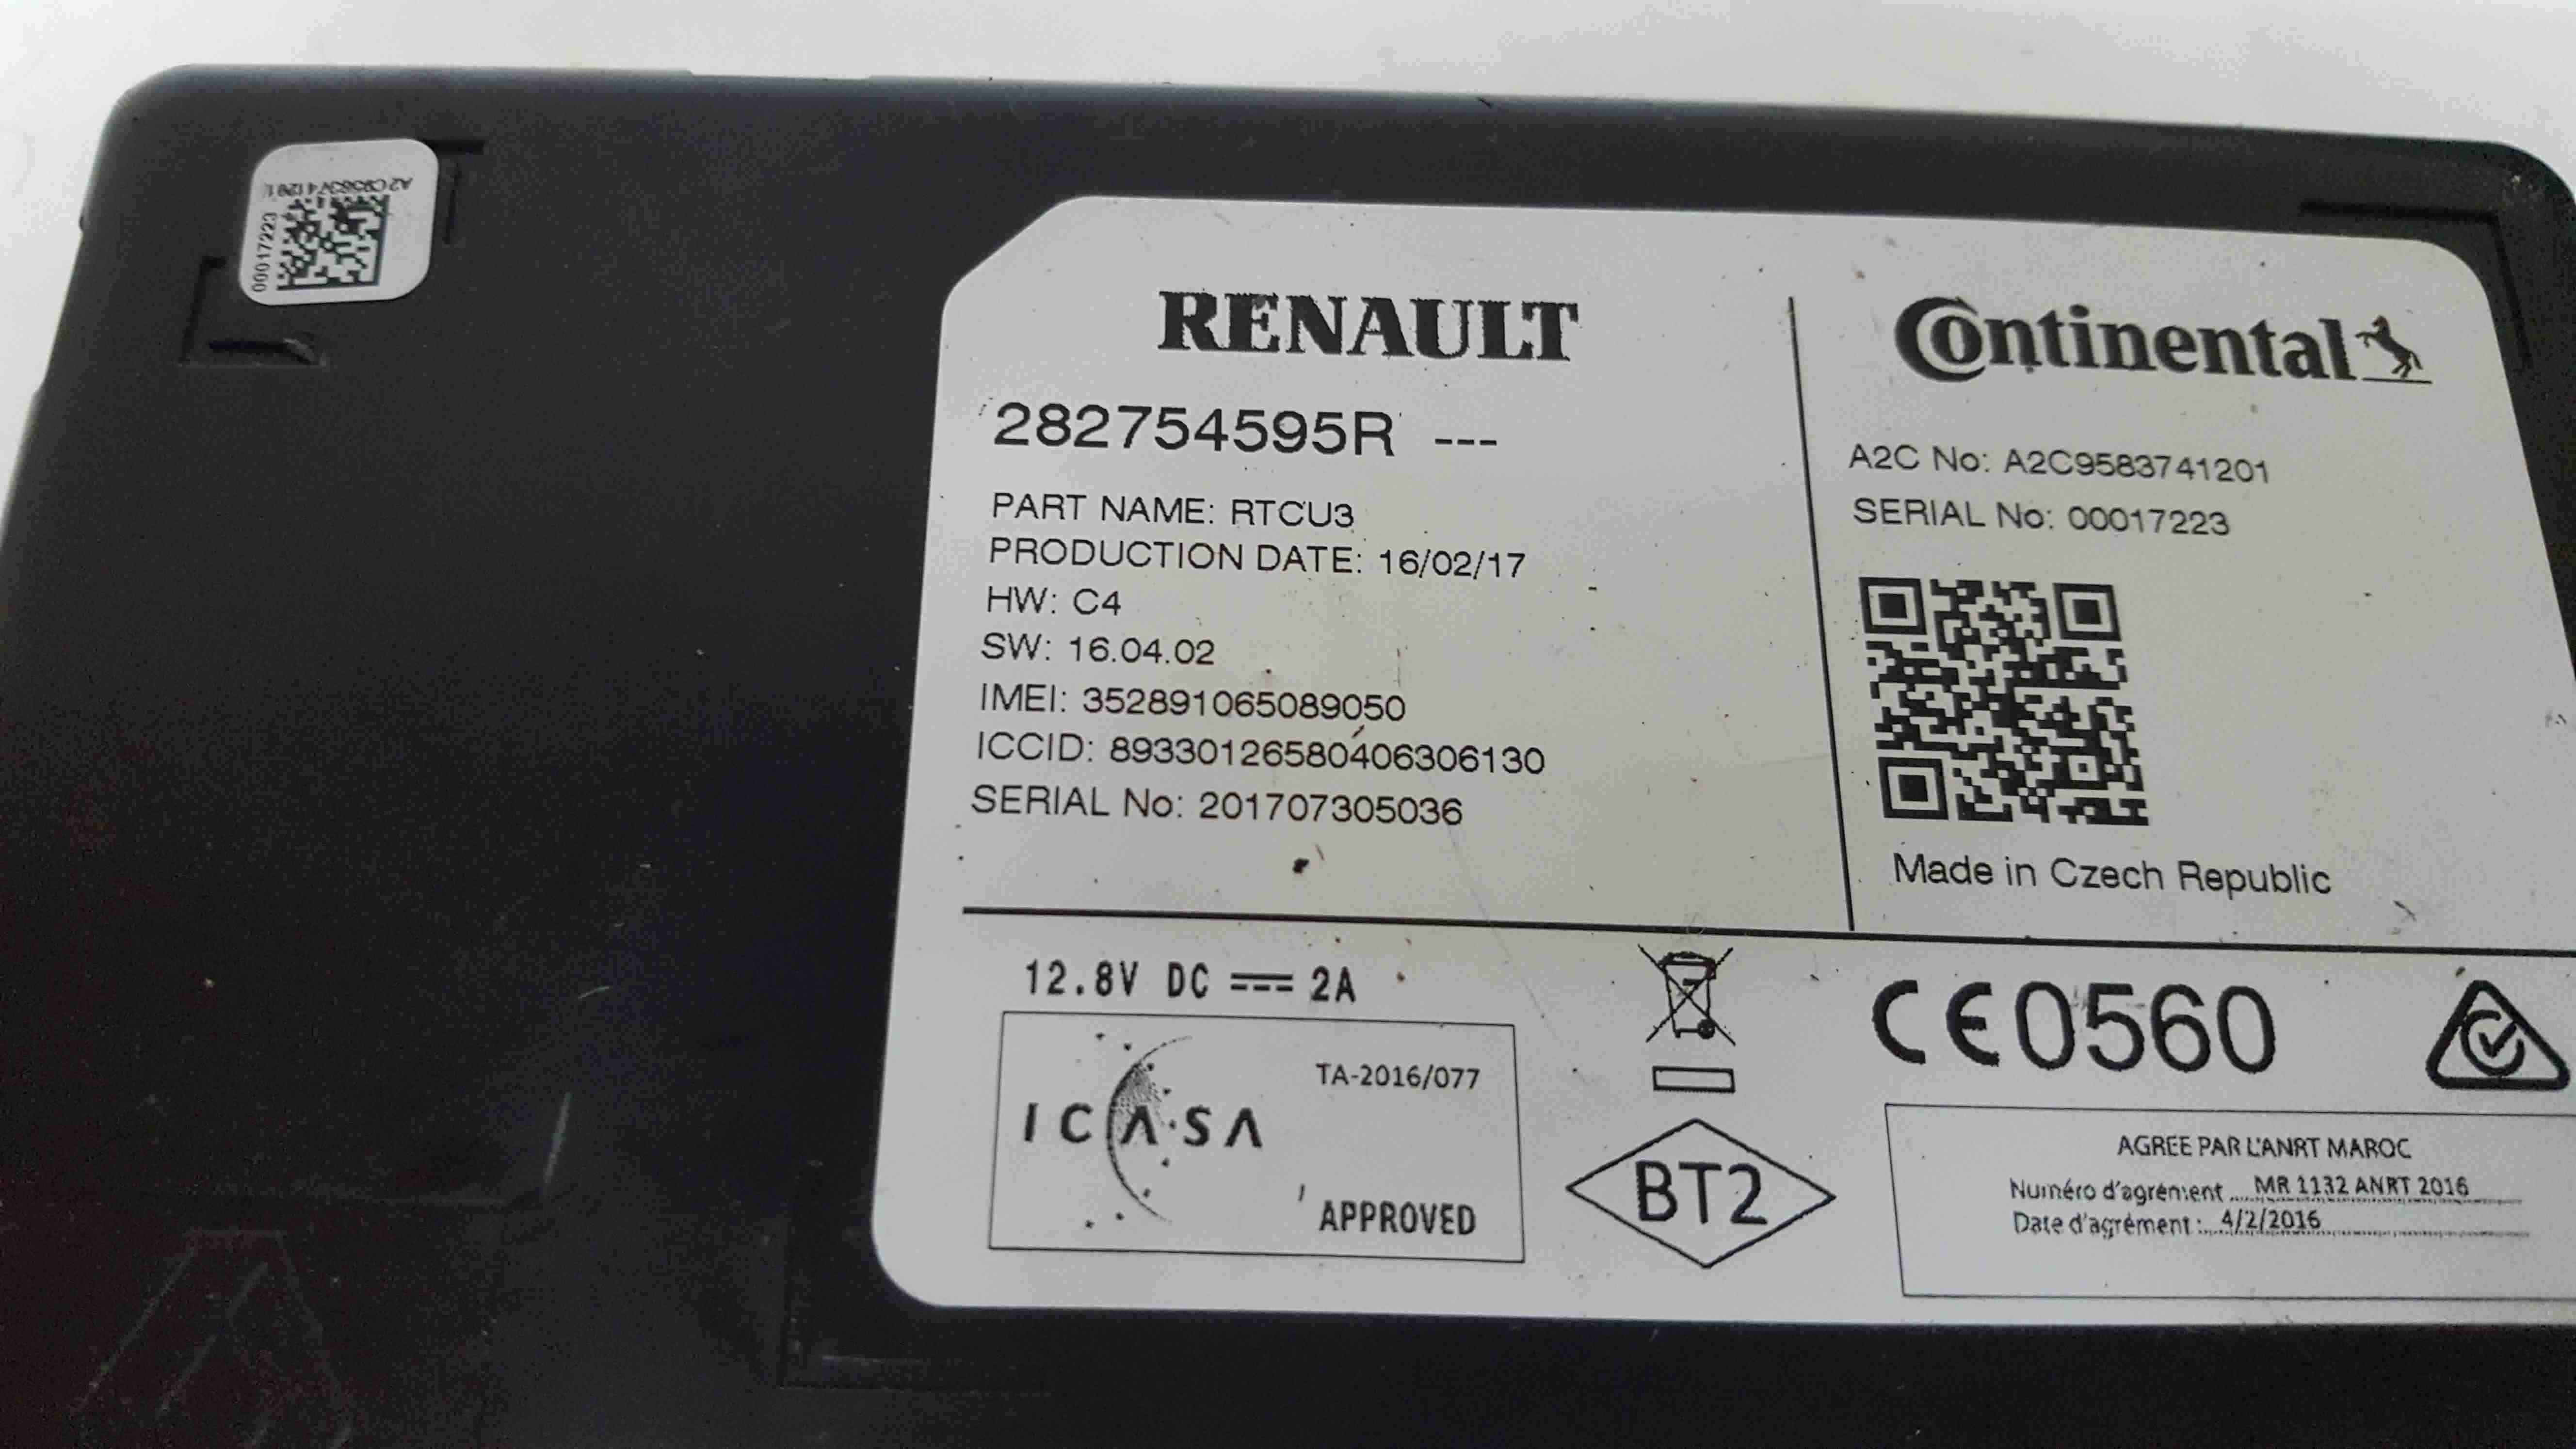 A2C9583741201
00017223
RENAULT
282754595R ---
PART NAME: RTCU3
PRODUCTION DATE: 16/02/17
HW: C4
SW: 16.04.02
IMEI: 352891065089050
ICCID: 89330126580406306130
SERIAL No: 201707305036
Continental
A2C No: A2C9583741201
SERIAL No: 00017223
Made in Czech Republic
12.8V DC 2A
ICASA
TA-2016/077
APPROVED
BT2
CE0560
AGREE PAR L'ANRT MAROC
Numéro d'agrément ..... MR 1132 ANRT 2016
Date d'agrément : ... 4/2/2016